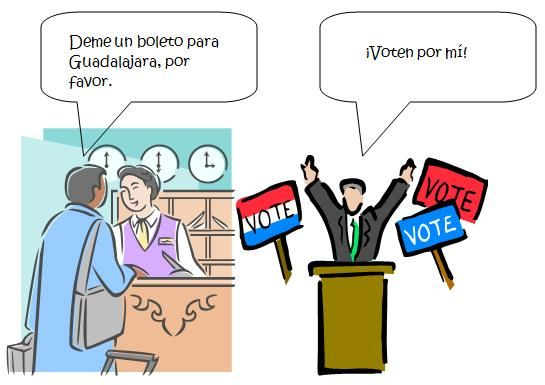 Deme un boleto para
Guadalajara, por
favor.
¡Voten por mí!
VOTE
VOTE
VOTE